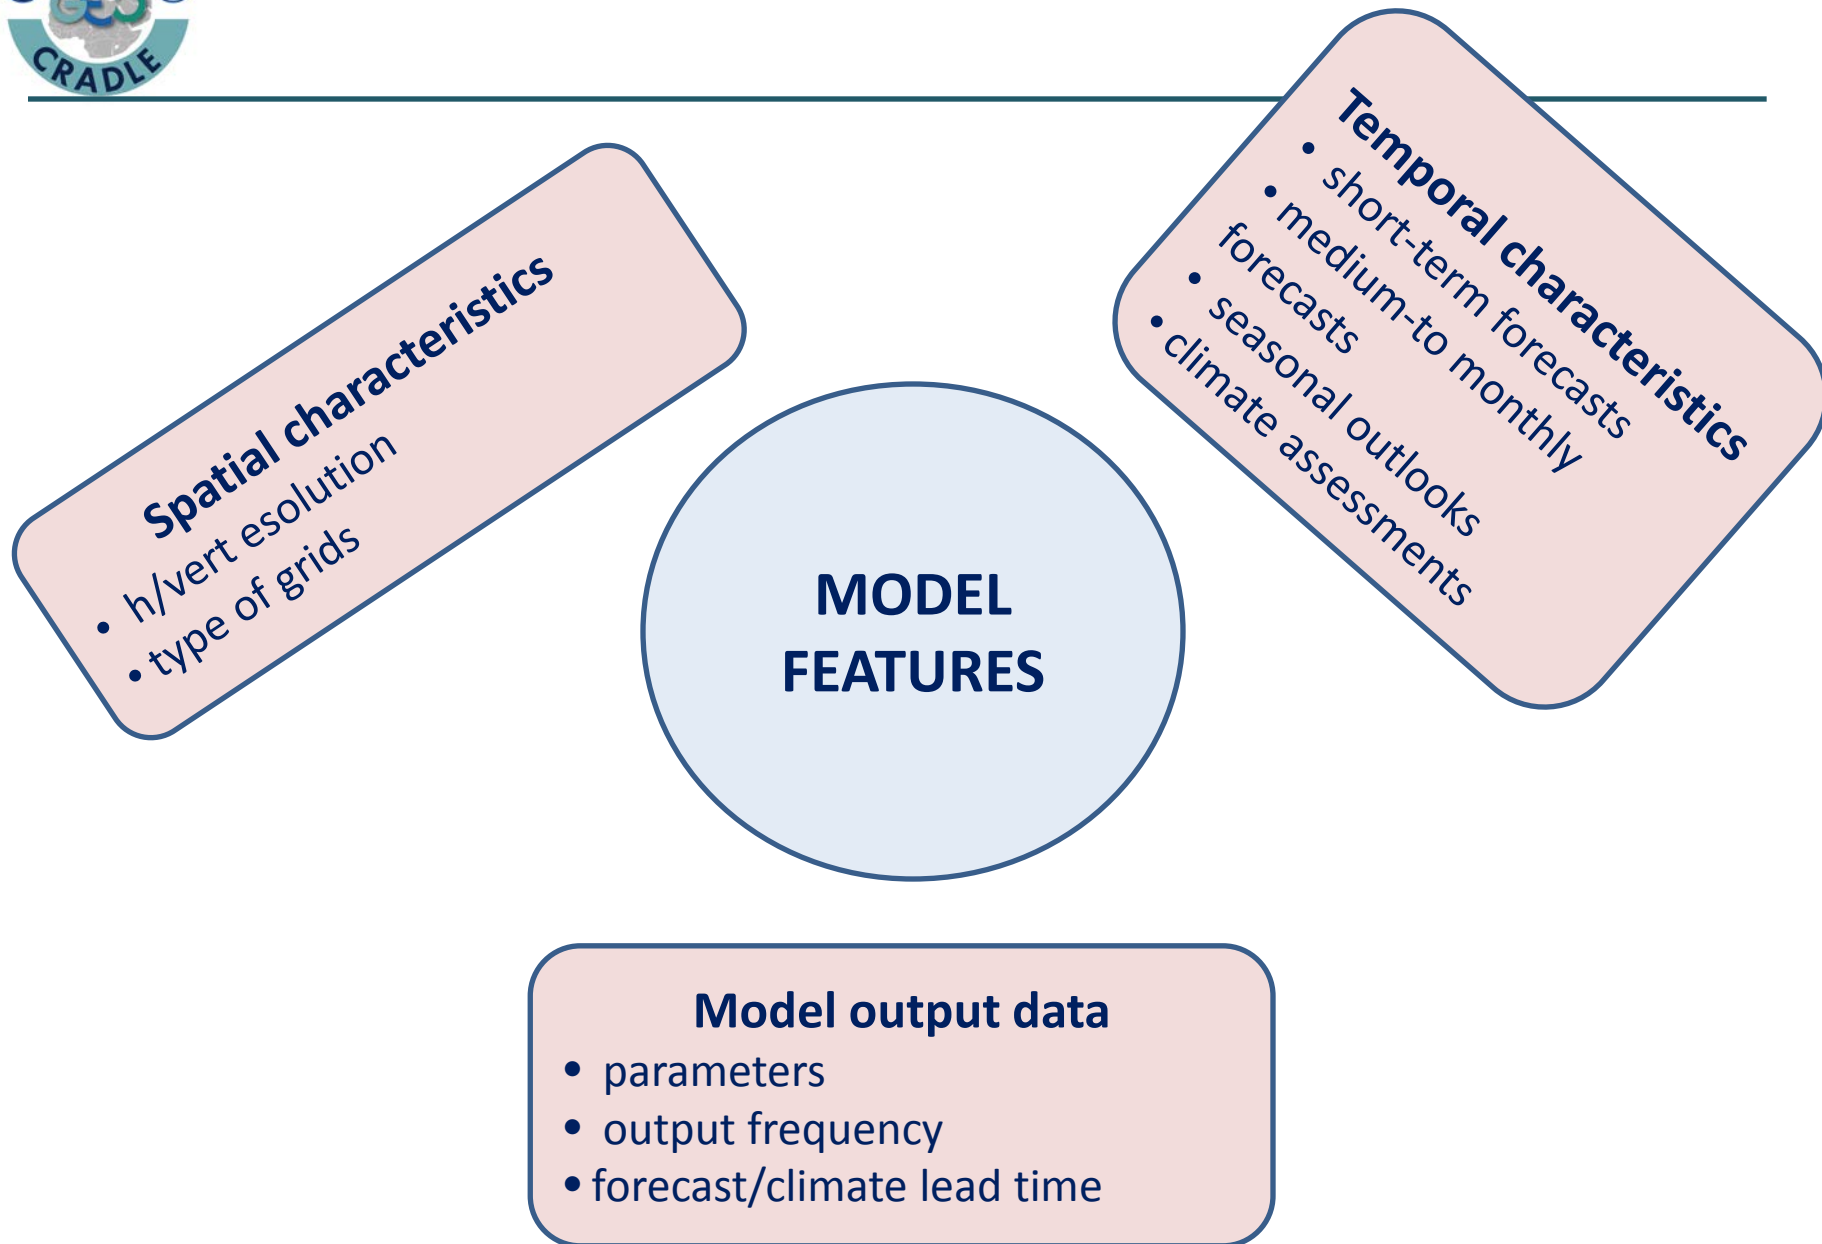 CRADLE
Spatial characteristics
• h/vert esolution
• type of grids
Temporal characteristics
• short-term forecasts
• medium-to monthly
forecasts
• seasonal outlooks
• climate assessments
MODEL
FEATURES
Model output data
• parameters
• output frequency
• forecast/climate lead time